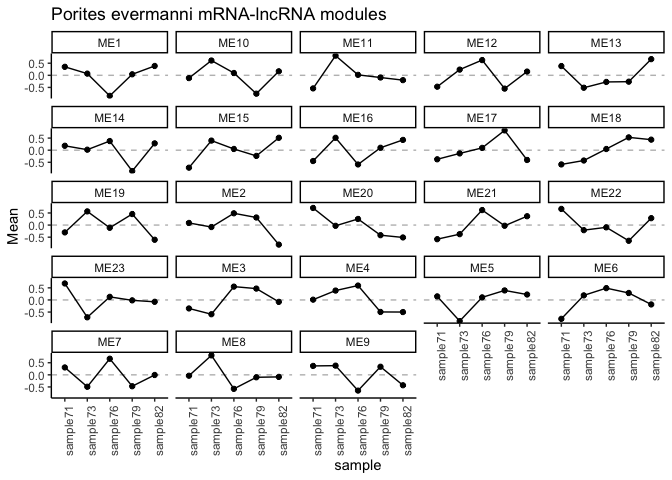 Porites evermanni mRNA-lncRNA modules
ME1 ME10 ME11 ME12 ME13
0.5
0.0
-0.5
ME14 ME15 ME16 ME17 ME18
0.5
0.0
-0.5
ME19 ME2 ME20 ME21 ME22
0.5
0.0
-0.5
Mean
ME23 ME3 ME4 ME5 ME6
0.5
0.0
-0.5
sample71 sample73 sample76 sample79 sample82 sample71 sample73 sample76 sample79 sample82
ME7 ME8 ME9
0.5
0.0
-0.5
sample71 sample73 sample76 sample79 sample82 sample71 sample73 sample76 sample79 sample82 sample71 sample73 sample76 sample79 sample82
sample